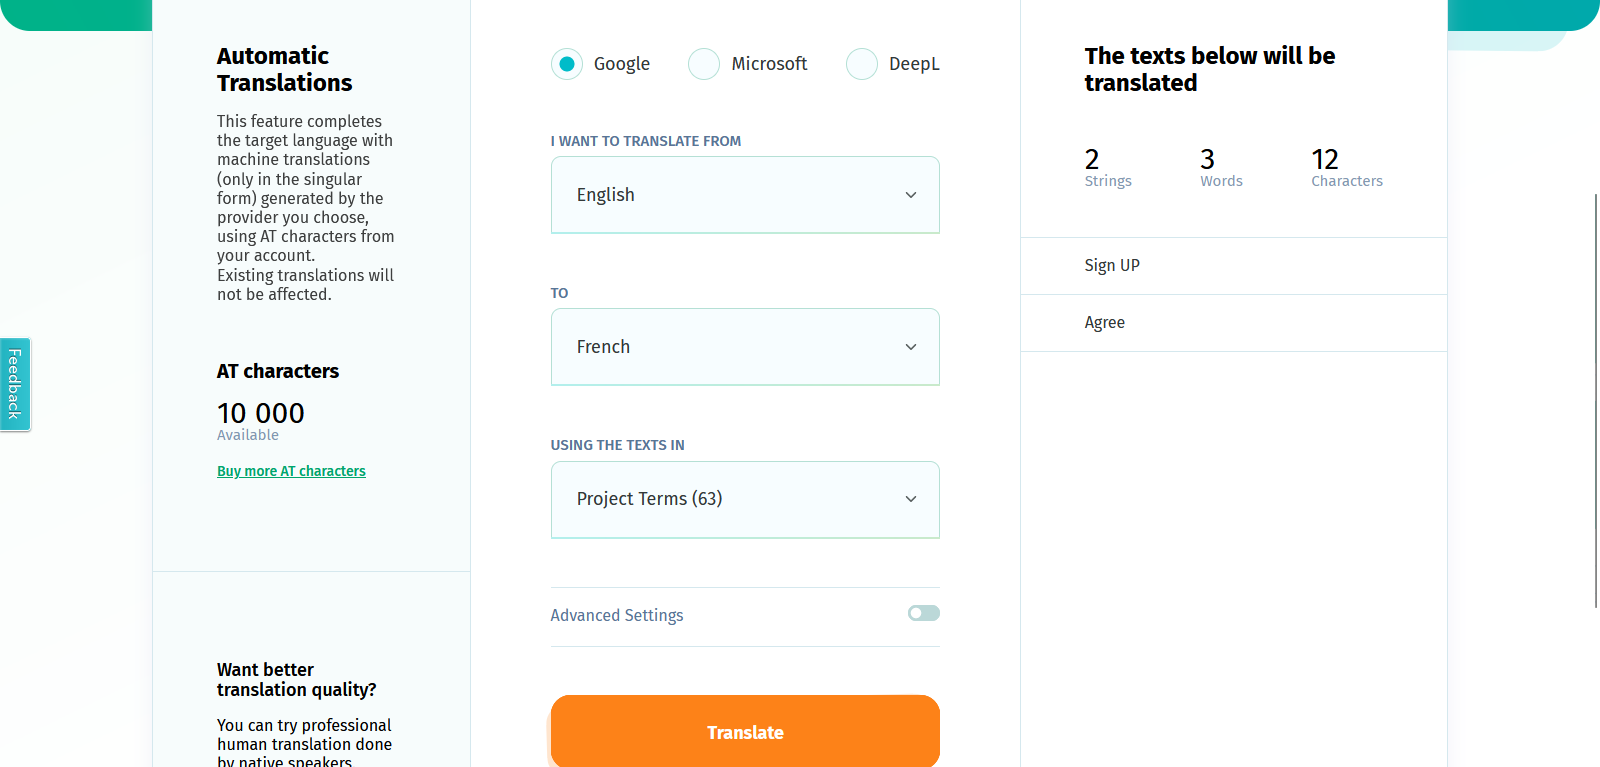 Automatic
Translations
This feature completes
the target language with
machine translations
(only in the singular
form) generated by the
provider you choose,
using AT characters from
your account.
Existing translations will
not be affected.
AT characters
10 000
Available
Buy more AT characters
Want better
translation quality?
You can try professional
human translation done
by native speakers
Feedback
Google
Microsoft
DeepL
I WANT TO TRANSLATE FROM
English
TO
French
USING THE TEXTS IN
Project Terms (63)
Advanced Settings
Translate
The texts below will be
translated
2 3 12
Strings Words Characters
Sign UP
Agree